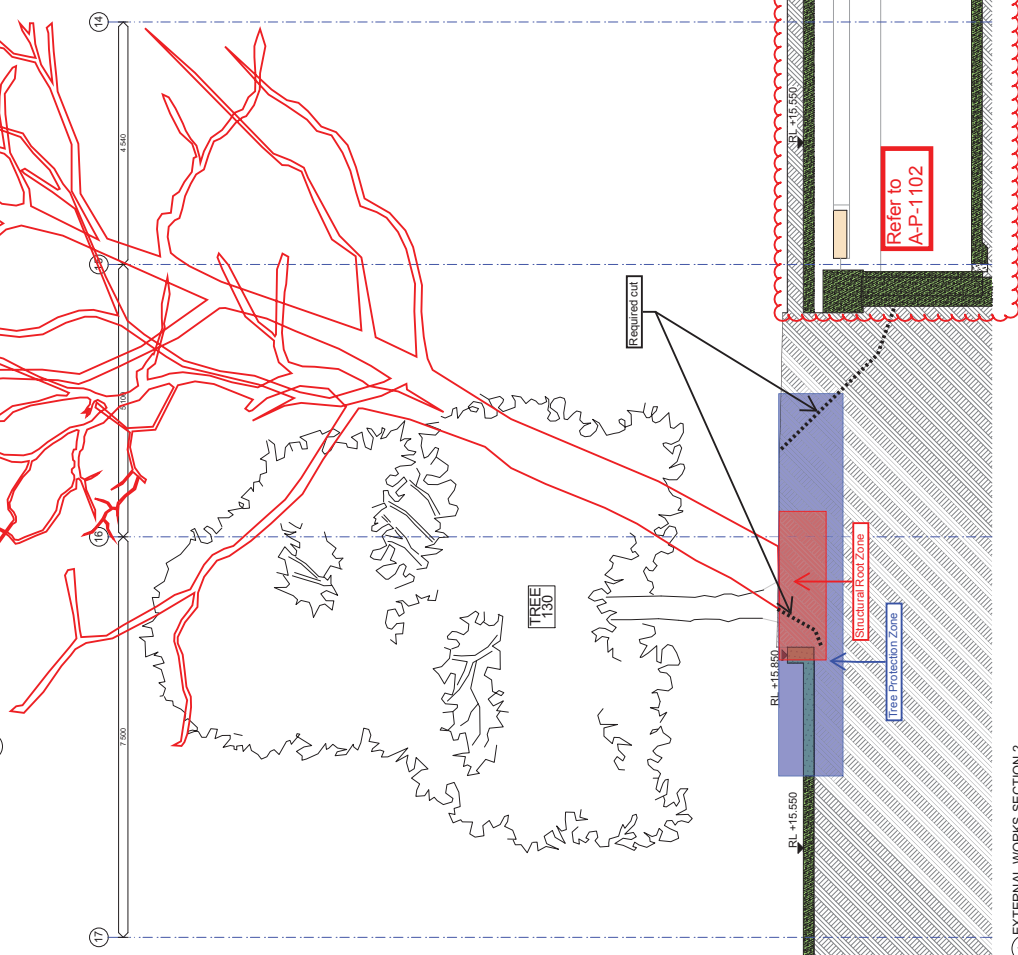 14
4 540
15
5 100
16
7 500
17
RL +15.550
Refer to
A-P-1102
Required cut
TREE
130
Structural Root Zone
RL +15.850
Tree Protection Zone
RL +15.550
EXTERNAL WORKS SECTION 2